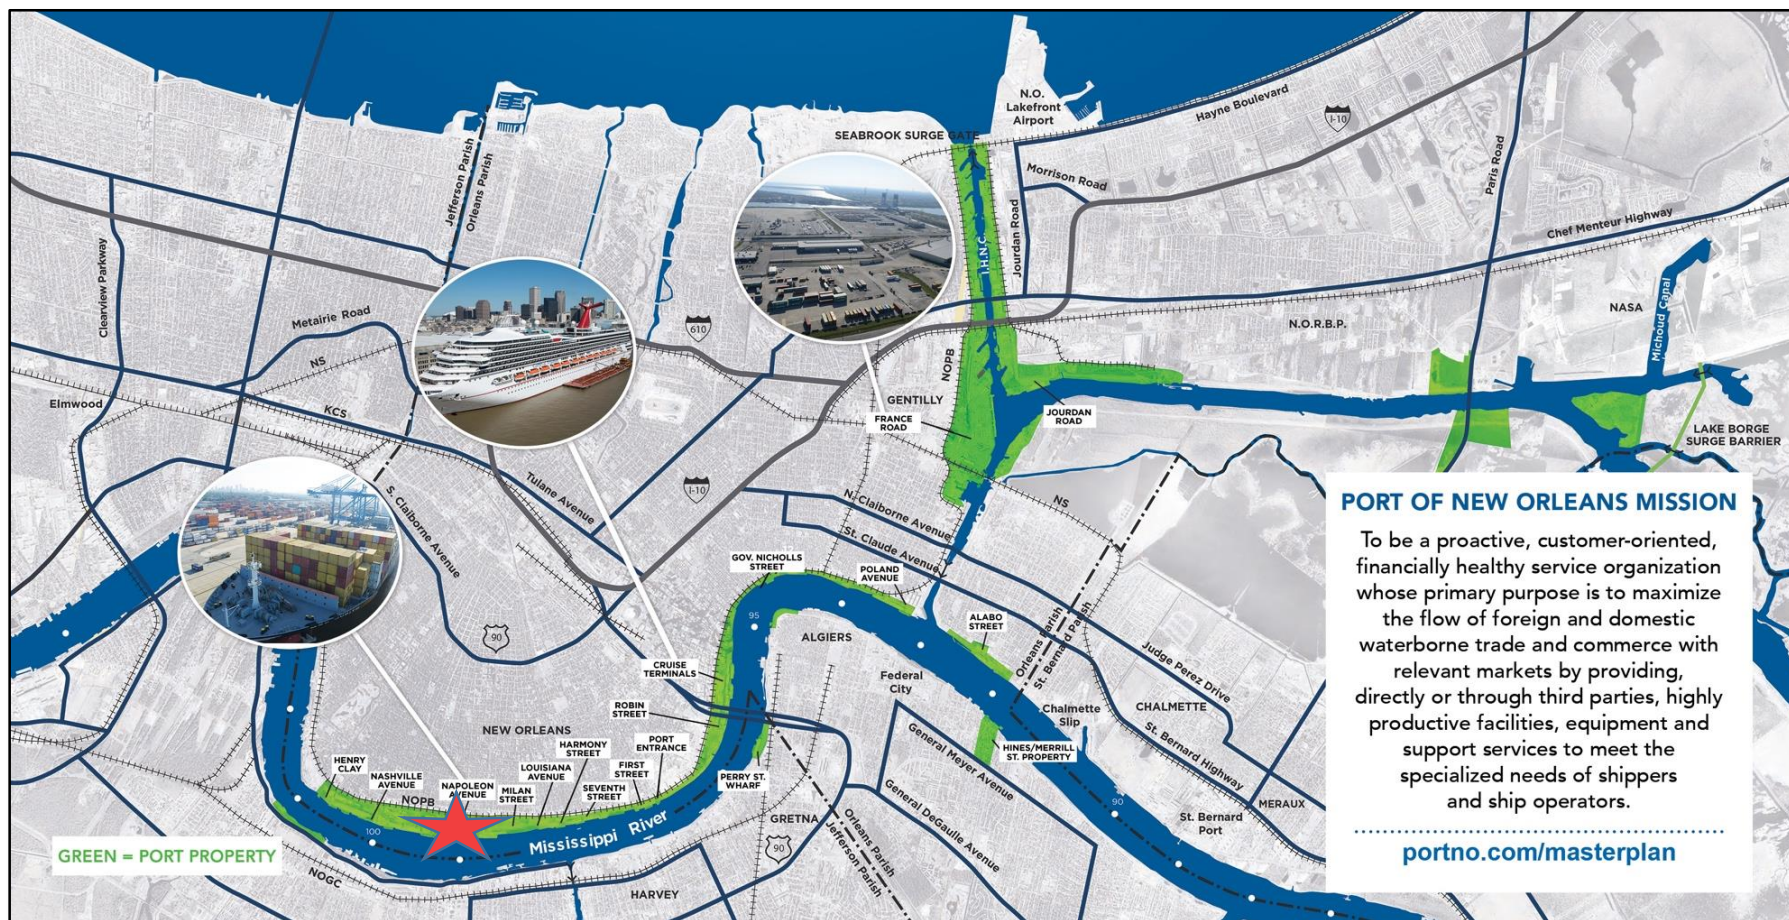 N.O.
Lakefront
Airport
Hayne Boulevard
I-10
SEABROOK SURGE GATE
Jefferson Parish
Orleans Parish
Morrison Road
Paris Road
Chef Menteur Highway
Clearview Parkway
I.H.N.C.
Jourdan Road
NASA
Michoud Canal
Metairie Road
610
N.O.R.B.P.
NS
NOPB
Elmwood
KCS
GENTILLY
FRANCE
ROAD
JOURDAN
ROAD
LAKE BORGE
SURGE BARRIER
Tulane Avenue
I-10
S. Claiborne Avenue
N. Claiborne Avenue
NS
St. Claude Avenue
GOV. NICHOLLS
STREET
POLAND
AVENUE
95
ALGIERS
ALABO
STREET
Orleans Parish
St. Bernard Parish
Judge Perez Drive
90
CRUISE
TERMINALS
Federal
City
ROBIN
STREET
Chalmette
Slip
CHALMETTE
St. Bernard Highway
NEW ORLEANS
HARMONY
STREET
PORT
ENTRANCE
HENRY
CLAY
NASHVILLE
AVENUE
NAPOLEON
AVENUE
LOUISIANA
AVENUE
FIRST
STREET
MILAN
STREET
SEVENTH
STREET
PERRY ST.
WHARF
HINES/MERRILL
ST. PROPERTY
General Meyer Avenue
General DeGaulle Avenue
NOPB
100
Mississippi River
GRETNA
90
Orleans Parish
Jefferson Parish
90
St. Bernard
Port
MERAUX
GREEN = PORT PROPERTY
NOGC
HARVEY
PORT OF NEW ORLEANS MISSION
To be a proactive, customer-oriented,
financially healthy service organization
whose primary purpose is to maximize
the flow of foreign and domestic
waterborne trade and commerce with
relevant markets by providing,
directly or through third parties, highly
productive facilities, equipment and
support services to meet the
specialized needs of shippers
and ship operators.
portno.com/masterplan